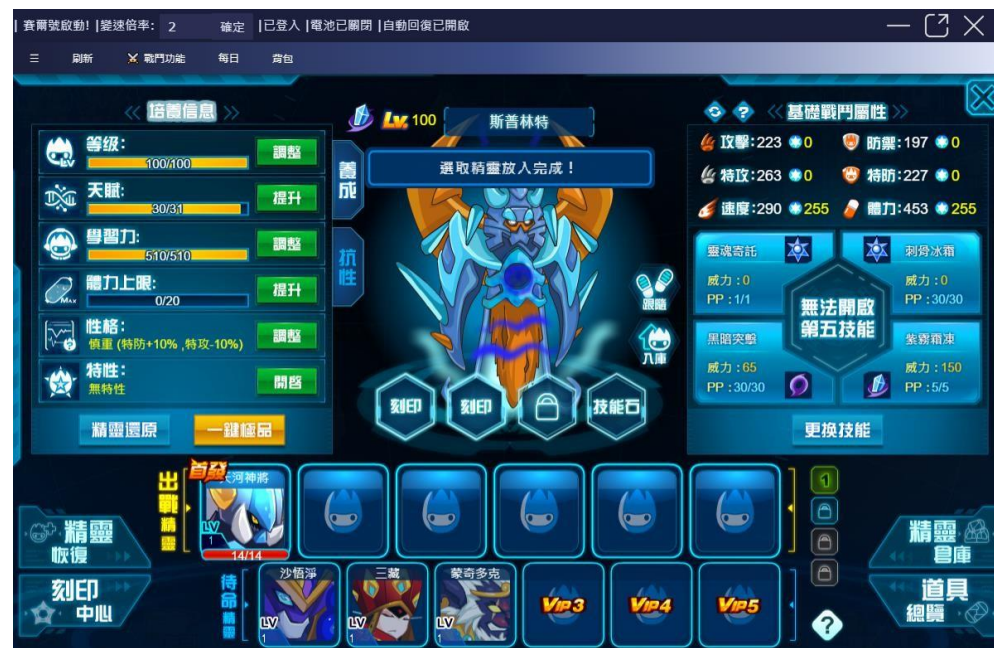 | 賽爾號啟動! |變速倍率: 2 確定 |已登入 |電池已關閉 |自動回復已開啟
☰ 刷新 戰鬥功能 每日 背包
培養信息
等级:
100/100
調整
天賦:
30/31
提升
學習力:
510/510
調整
體力上限:
0/20
提升
性格:
慎重 (特防+10% ,特攻-10%)
調整
特性:
無特性
開啟
精靈還原
一鍵極品
養成
抗性
Lv. 100
斯普林特
選取精靈放入完成!
跟隨
入庫
刻印
刻印
技能石
基礎戰鬥屬性
攻擊:223 0
防禦:197 0
特攻:263 0
特防:227 0
速度:290 255
體力:453 255
靈魂寄託
威力:0
PP:1/1
刺骨冰霜
威力:0
PP:30/30
無法開啟
第五技能
黑暗突擊
威力:65
PP:30/30
紫霧霜凍
威力:150
PP:5/5
更換技能
出戰精靈
首發
河神將
LV
1
14/14
1
精靈
恢復
刻印
中心
待命精靈
沙悟淨
LV
1
三藏
LV
1
蒙奇多克
LV
1
VIP3
VIP4
VIP5
精靈
倉庫
道具
總覽